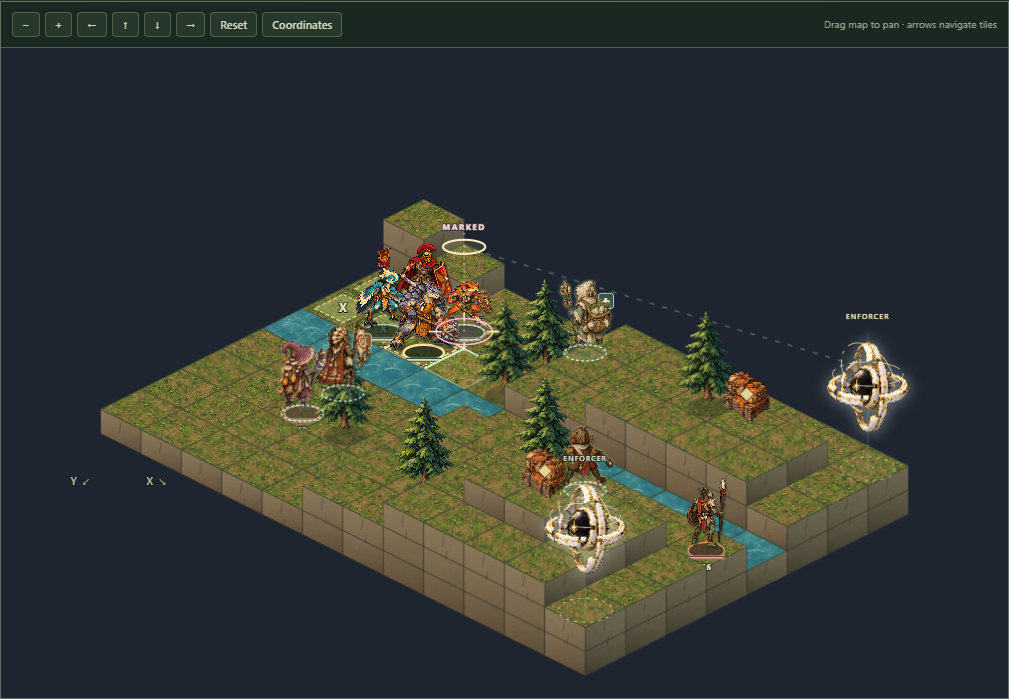 − + ← ↑ ↓ → Reset Coordinates Drag map to pan · arrows navigate tiles
MARKED
X
ENFORCER
ENFORCER
Y ↙ X ↘
6